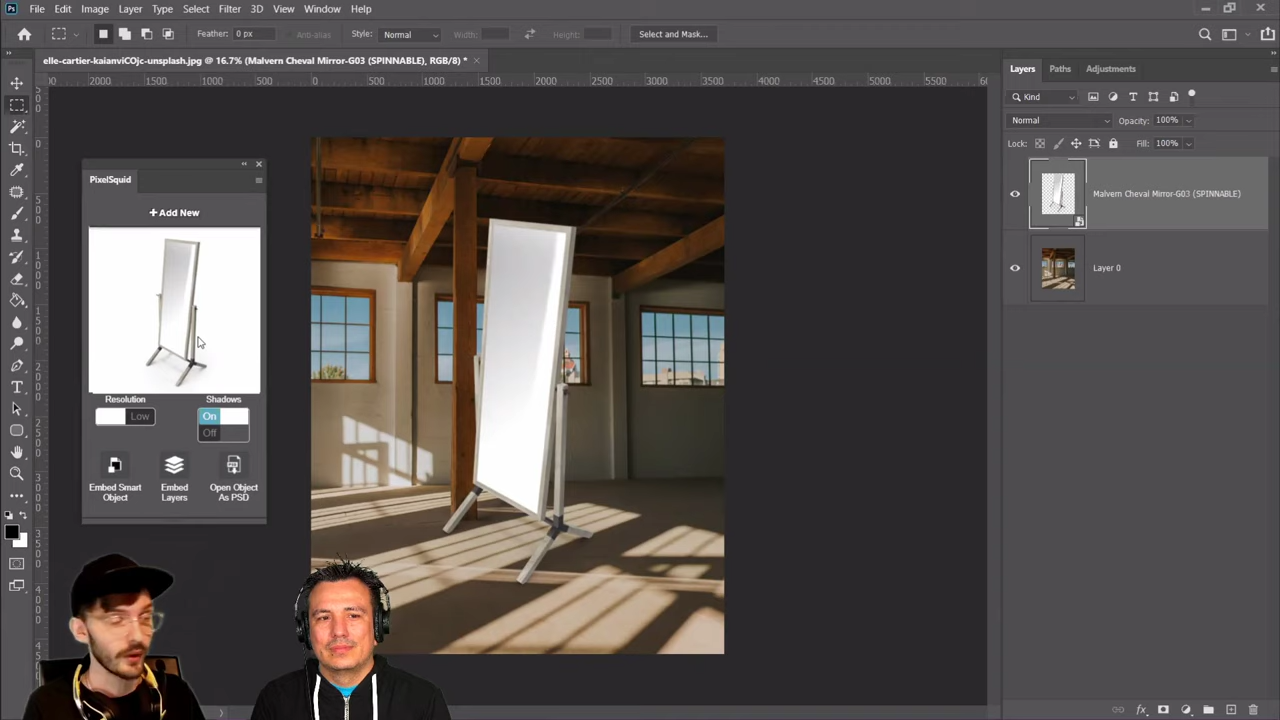 Ps File Edit Image Layer Type Select Filter 3D View Window Help
Feather: 0 px Anti-alias Style: Normal Width: Height: Select and Mask...
elle-cartier-kaianviCOjc-unsplash.jpg @ 16.7% (Malvern Cheval Mirror-G03 (SPINNABLE), RGB/8) *
2000 1500 1000 500 0 500 1000 1500 2000 2500 3000 3500 4000 4500 5000 5500
Layers Paths Adjustments
Kind
Normal Opacity: 100%
Lock: Fill: 100%
Malvern Cheval Mirror-G03 (SPINNABLE)
Layer 0
PixelSquid
+ Add New
Resolution Shadows
Low On
Off
Embed Smart Object
Embed Layers
Open Object As PSD